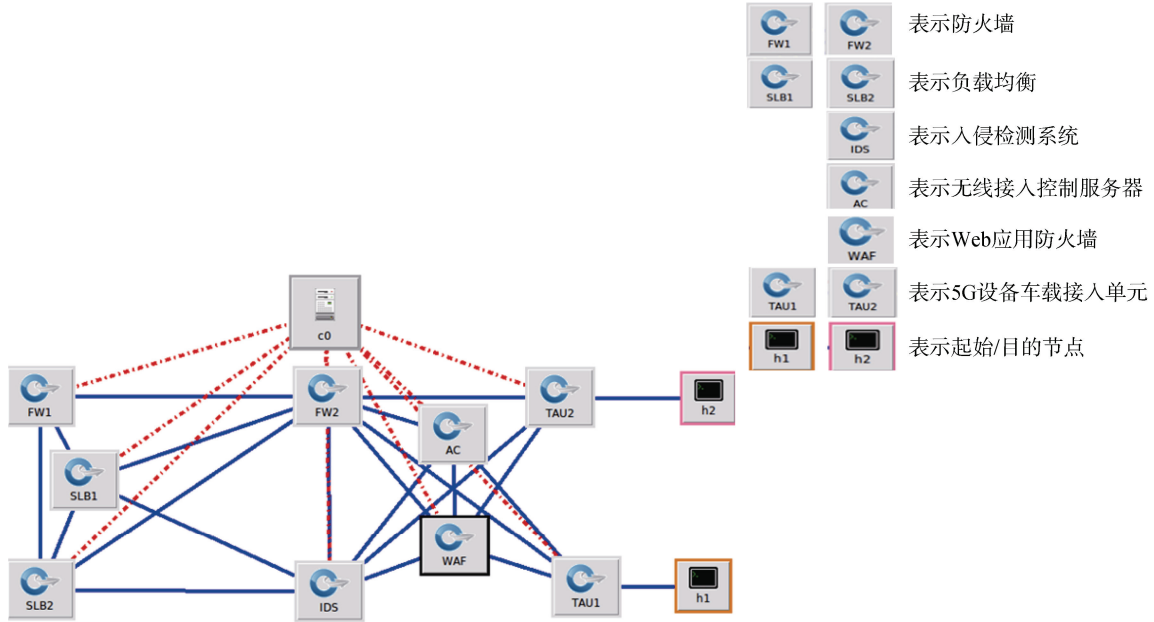 FW1 FW2 表示防火墙
SLB1 SLB2 表示负载均衡
IDS 表示入侵检测系统
AC 表示无线接入控制服务器
WAF 表示Web应用防火墙
TAU1 TAU2 表示5G设备车载接入单元
h1 h2 表示起始/目的节点
c0
FW1 FW2 TAU2 h2
AC
SLB1
WAF
SLB2 IDS TAU1 h1